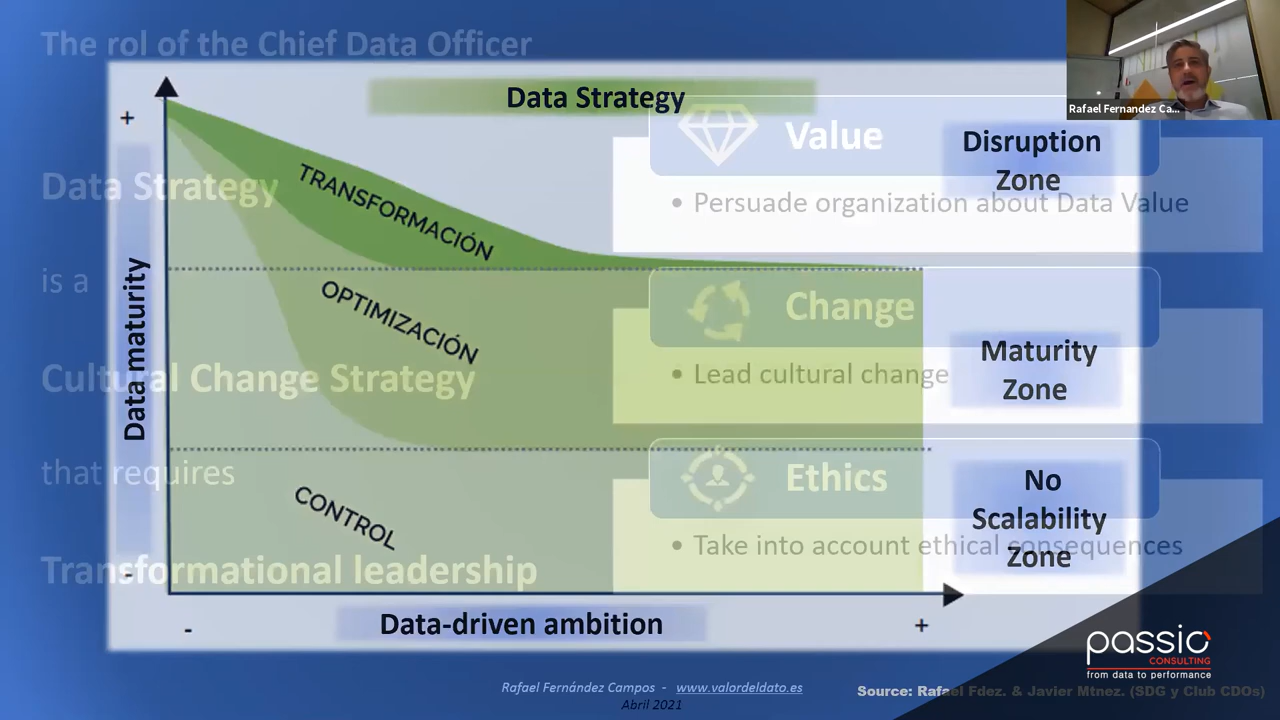 The rol of the Chief Data Officer
Data Strategy
is a
Cultural Change Strategy
that requires
Transformational leadership
Value
• Persuade organization about Data Value
Change
• Lead cultural change
Ethics
• Take into account ethical consequences
Data Strategy
+
Data maturity
-
TRANSFORMACIÓN
OPTIMIZACIÓN
CONTROL
Disruption
Zone
Maturity
Zone
No
Scalability
Zone
-
Data-driven ambition
+
Rafael Fernandez Ca...
passio
CONSULTING
from data to performance
Rafael Fernández Campos - www.valordeldato.es
Abril 2021
Source: Rafael Fdez. & Javier Mtnez. (SDG y Club CDOs)